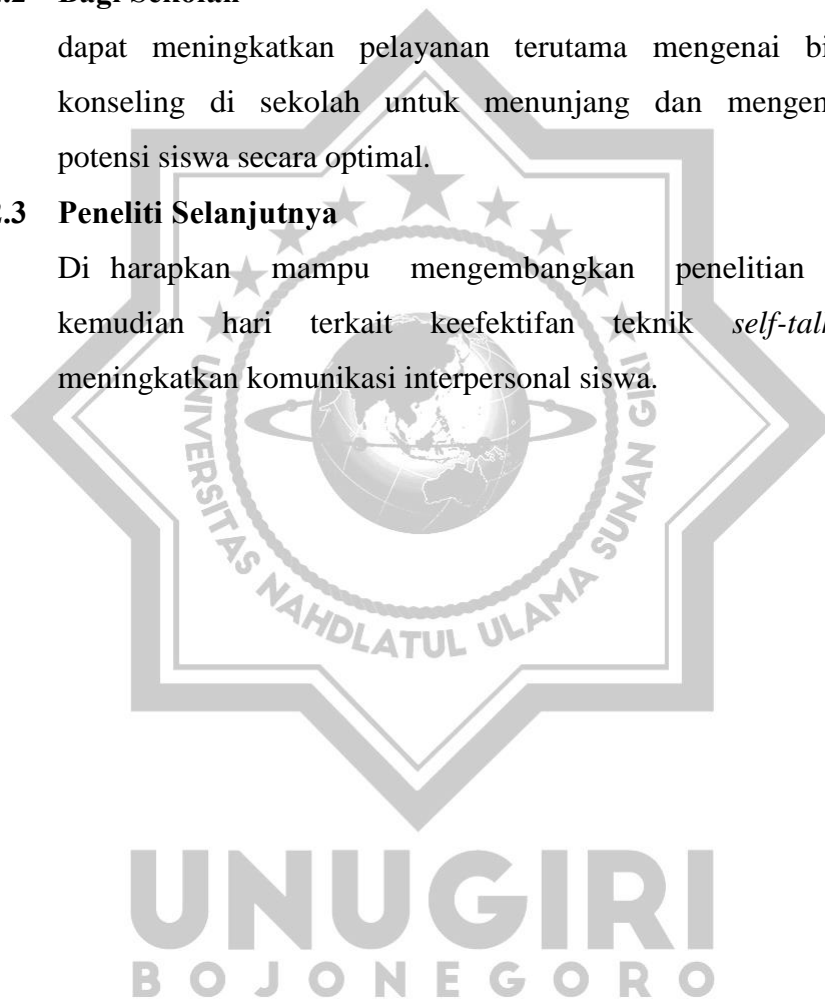 Bagi Sekolah
dapat meningkatkan pelayanan terutama mengenai
konseling di sekolah untuk menunjang dan
potensi siswa secara optimal.
2.3 Peneliti Selanjutnya
Di harapkan mampu mengembangkan penelitian
kemudian hari terkait keefektifan teknik self-talk
meningkatkan komunikasi interpersonal siswa.
UNIVERSITAS NAHDLATUL ULAMA SUNAN GIRI
UNUGIRI
BOJONEGORO